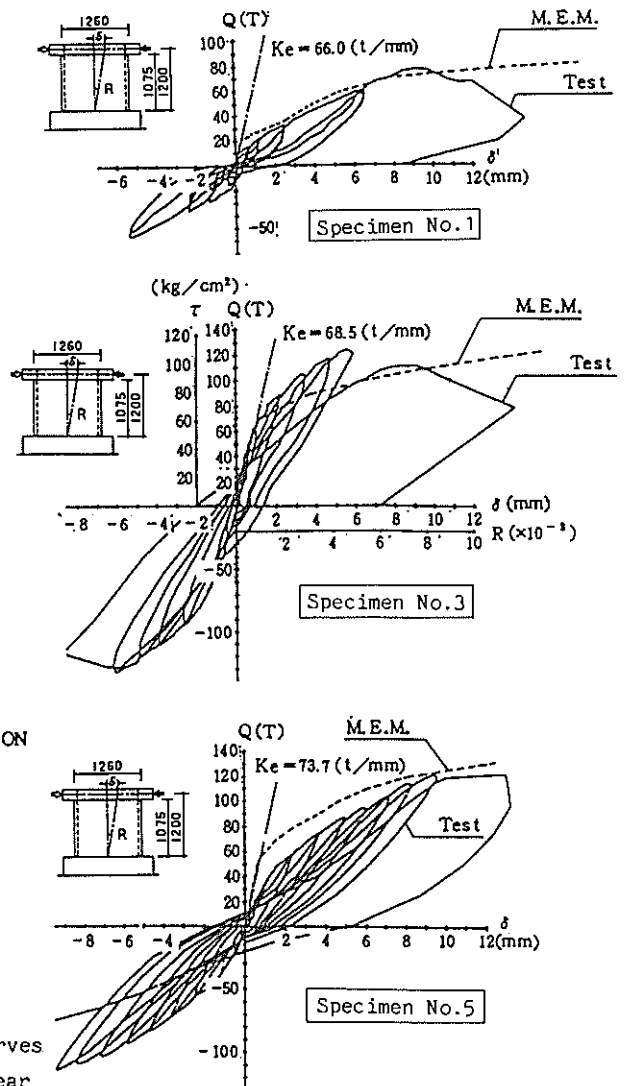 Q(T)
M.E.M.
Ke=66.0 (t/mm)
1260
δ
R
1075
1200
100
80
60
40
20
Test
δ'
-6 -4 -2 2 4 6 8 10 12(mm)
-50
Specimen No.1
(kg/cm²)
τ Q(T)
120 140
Ke=68.5 (t/mm)
M.E.M.
1260
δ
R
1075
1200
100 120
80 100
60 80
40 60
20 40
20
Test
-8 -6 -4 -2 2 4 6 8 10 12 δ(mm)
2 4 6 8 10 R(×10⁻³)
-50
-100
Specimen No.3
ON
Q(T)
M.E.M.
140
Ke=73.7 (t/mm)
1260
δ
R
1075
1200
120
100
80
60
40
20
Test
δ
-8 -6 -4 -2 2 4 6 8 10 12(mm)
-50
-100
Specimen No.5
rves
ear